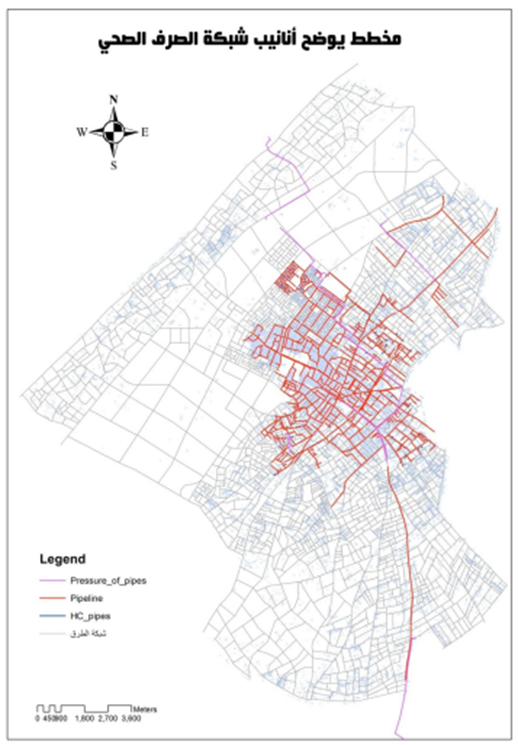 مخطط يوضح أنانيب شبكة الصرف الصحي
N
W E
S
Legend
Pressure_of_pipes
Pipeline
HC_pipes
شبكة الطرق
Meters
0 450900 1,800 2,700 3,600